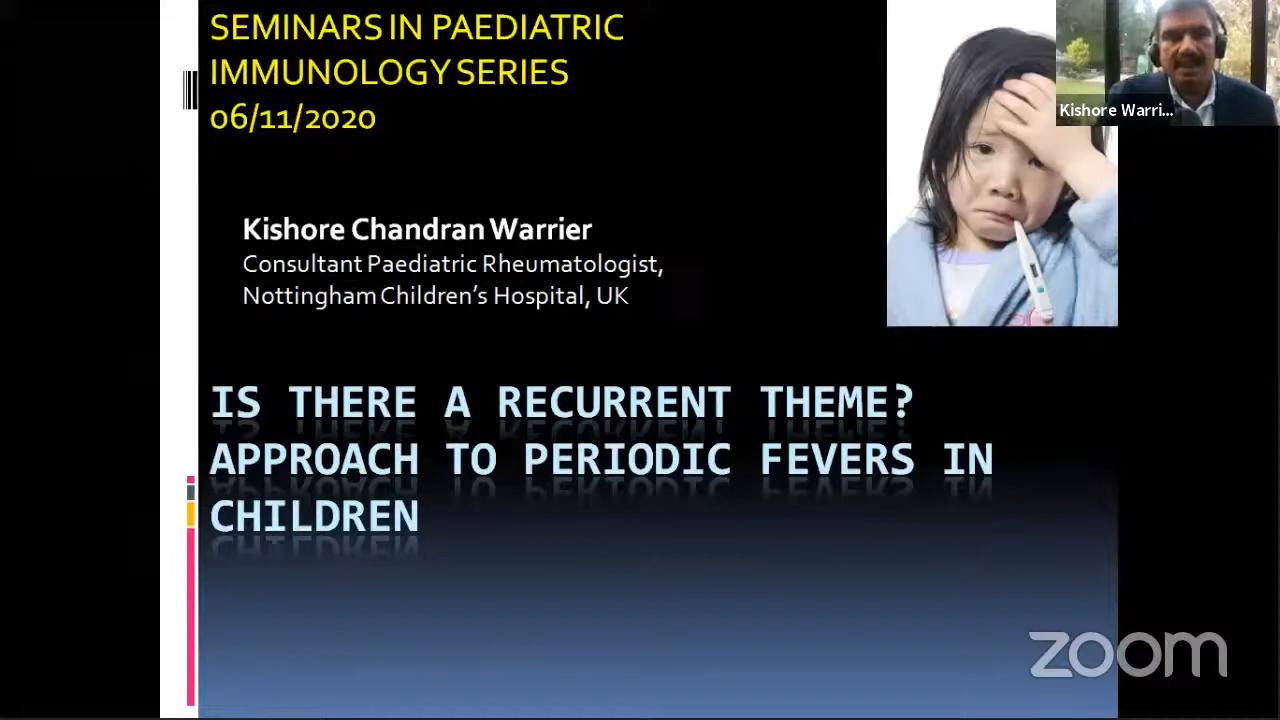 SEMINARS IN PAEDIATRIC
IMMUNOLOGY SERIES
06/11/2020
Kishore Warri...
Kishore Chandran Warrier
Consultant Paediatric Rheumatologist,
Nottingham Children's Hospital, UK
IS THERE A RECURRENT THEME?
APPROACH TO PERIODIC FEVERS IN
CHILDREN
zoom